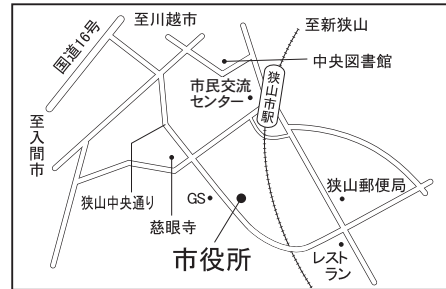 至川越市
至新狭山
国道16号
中央図書館
市民交流
センター
狭山市駅
至入間市
狭山中央通り
慈眼寺
GS
狭山郵便局
市役所
レスト
ラン